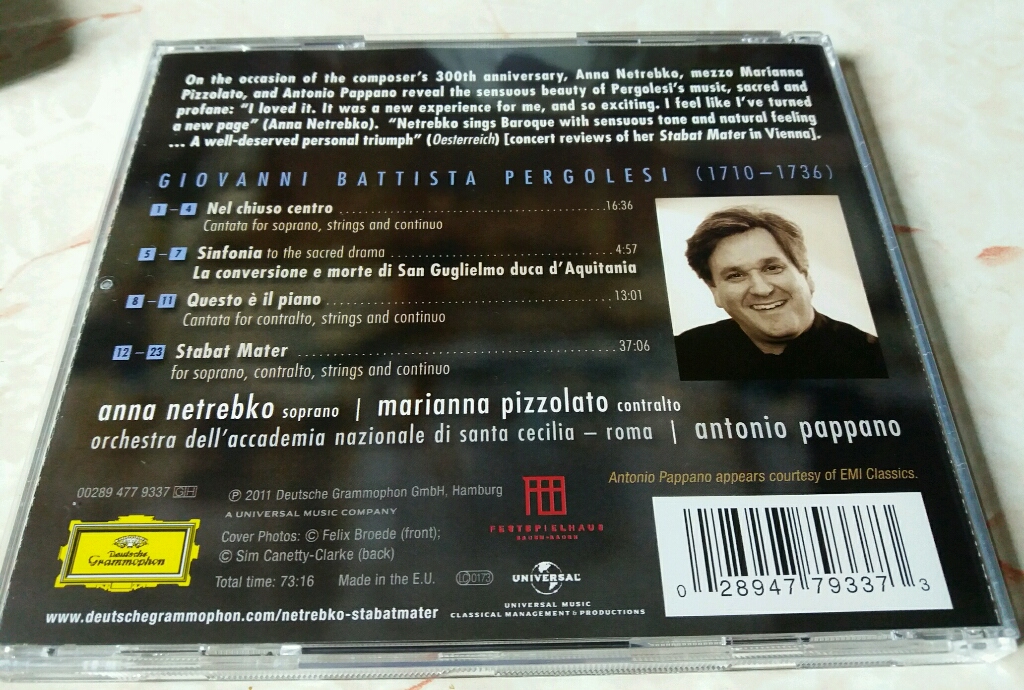 On the occasion of the composer's 300th anniversary, Anna Netrebko, mezzo Marianna
Pizzolato, and Antonio Pappano reveal the sensuous beauty of Pergolesi's music, sacred and
profane: "I loved it. It was a new experience for me, and so exciting. I feel like I've turned
a new page" (Anna Netrebko). "Netrebko sings Baroque with sensuous tone and natural feeling
... A well-deserved personal triumph" (Oesterreich) [concert reviews of her Stabat Mater in Vienna].
GIOVANNI BATTISTA PERGOLESI (1710–1736)
1 – 4 Nel chiuso centro 16:36
Cantata for soprano, strings and continuo
5 – 7 Sinfonia to the sacred drama 4:57
La conversione e morte di San Guglielmo duca d'Aquitania
8 – 11 Questo è il piano 13:01
Cantata for contralto, strings and continuo
12 – 23 Stabat Mater 37:06
for soprano, contralto, strings and continuo
anna netrebko soprano | marianna pizzolato contralto
orchestra dell'accademia nazionale di santa cecilia – roma | antonio pappano
Antonio Pappano appears courtesy of EMI Classics.
00289 477 9337 GH
℗ 2011 Deutsche Grammophon GmbH, Hamburg
A UNIVERSAL MUSIC COMPANY
Cover Photos: © Felix Broede (front);
© Sim Canetty-Clarke (back)
Total time: 73:16 Made in the E.U.
LC 0173
Deutsche
Grammophon
FESTSPIELHAUS
BADEN-BADEN
UNIVERSAL
UNIVERSAL MUSIC
CLASSICAL MANAGEMENT & PRODUCTIONS
www.deutschegrammophon.com/netrebko-stabatmater
0 28947 79337 3